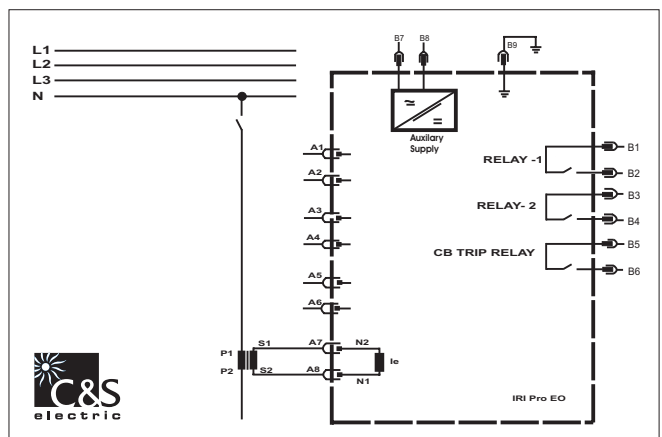 L1
L2
L3
N
B7 B8 B9
Auxilary
Supply
A1
A2
A3
A4
A5
A6
A7
A8
RELAY -1
B1
B2
RELAY- 2
B3
B4
CB TRIP RELAY
B5
B6
P1
P2
S1
S2
N2
N1
Ie
IRI Pro EO
C&S
electric